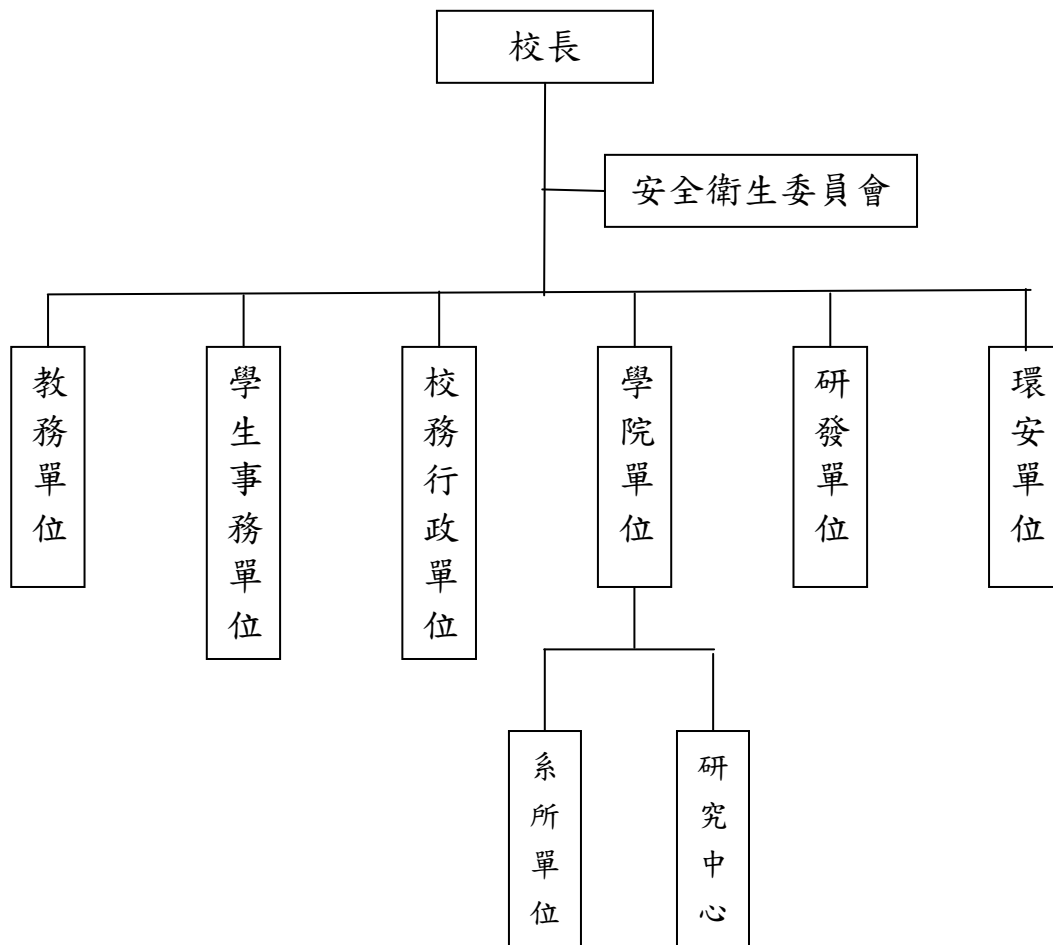 校長
安全衛生委員會
教務單位
學生事務單位
校務行政單位
學院單位
研發單位
環安單位
系所單位
研究中心